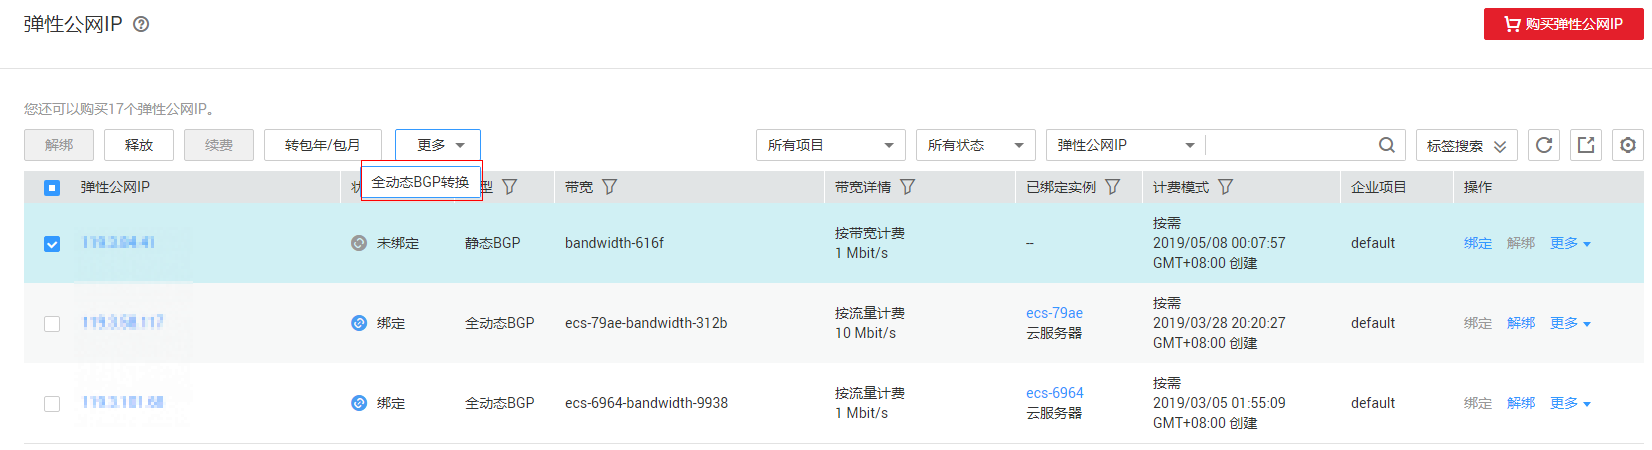 弹性公网IP
购买弹性公网IP
您还可以购买17个弹性公网IP。
解绑 释放 续费 转包年/包月 更多 所有项目 所有状态 弹性公网IP 标签搜索
全动态BGP转换
弹性公网IP 型 带宽 带宽详情 已绑定实例 计费模式 企业项目 操作
未绑定 静态BGP bandwidth-616f 按带宽计费 1 Mbit/s -- 按需 2019/05/08 00:07:57 GMT+08:00 创建 default 绑定 解绑 更多
绑定 全动态BGP ecs-79ae-bandwidth-312b 按流量计费 10 Mbit/s ecs-79ae 云服务器 按需 2019/03/28 20:20:27 GMT+08:00 创建 default 绑定 解绑 更多
绑定 全动态BGP ecs-6964-bandwidth-9938 按流量计费 1 Mbit/s ecs-6964 云服务器 按需 2019/03/05 01:55:09 GMT+08:00 创建 default 绑定 解绑 更多